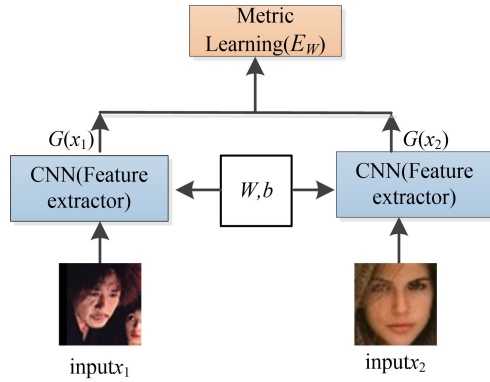 Metric
Learning(E_W)
G(x₁)
G(x₂)
CNN(Feature
extractor)
W,b
CNN(Feature
extractor)
inputx₁
inputx₂